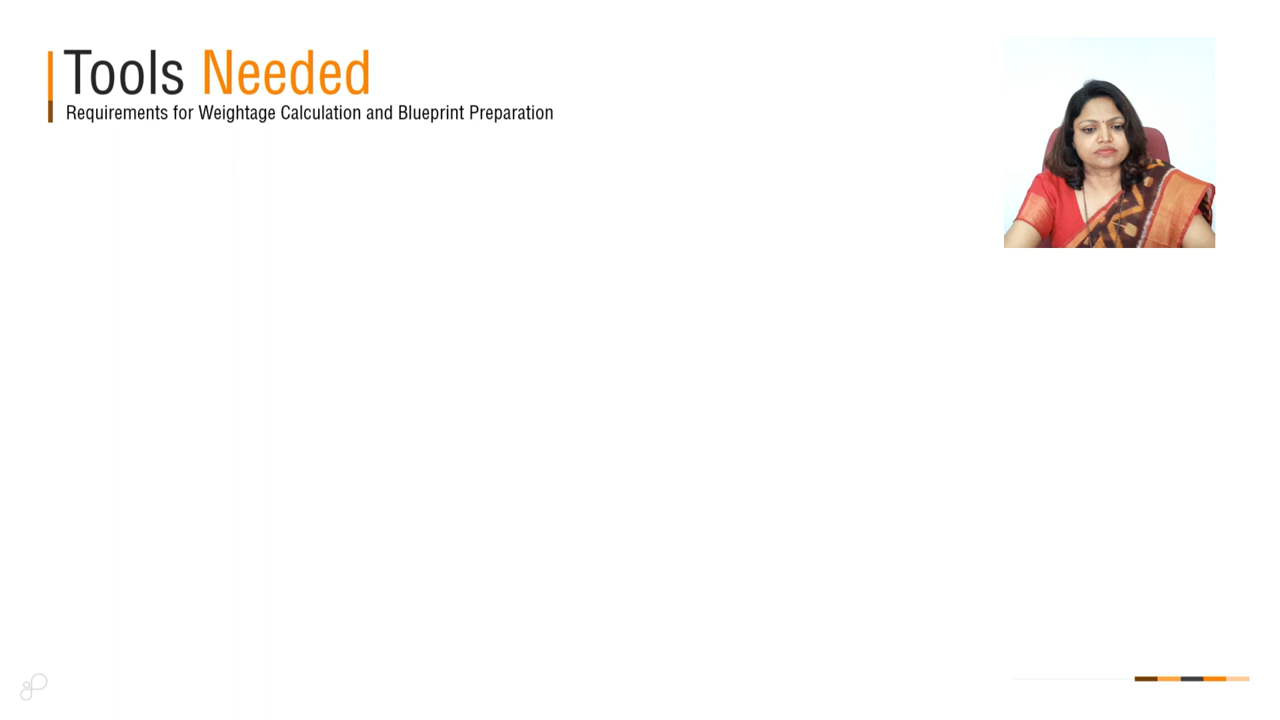 Tools Needed
Requirements for Weightage Calculation and Blueprint Preparation